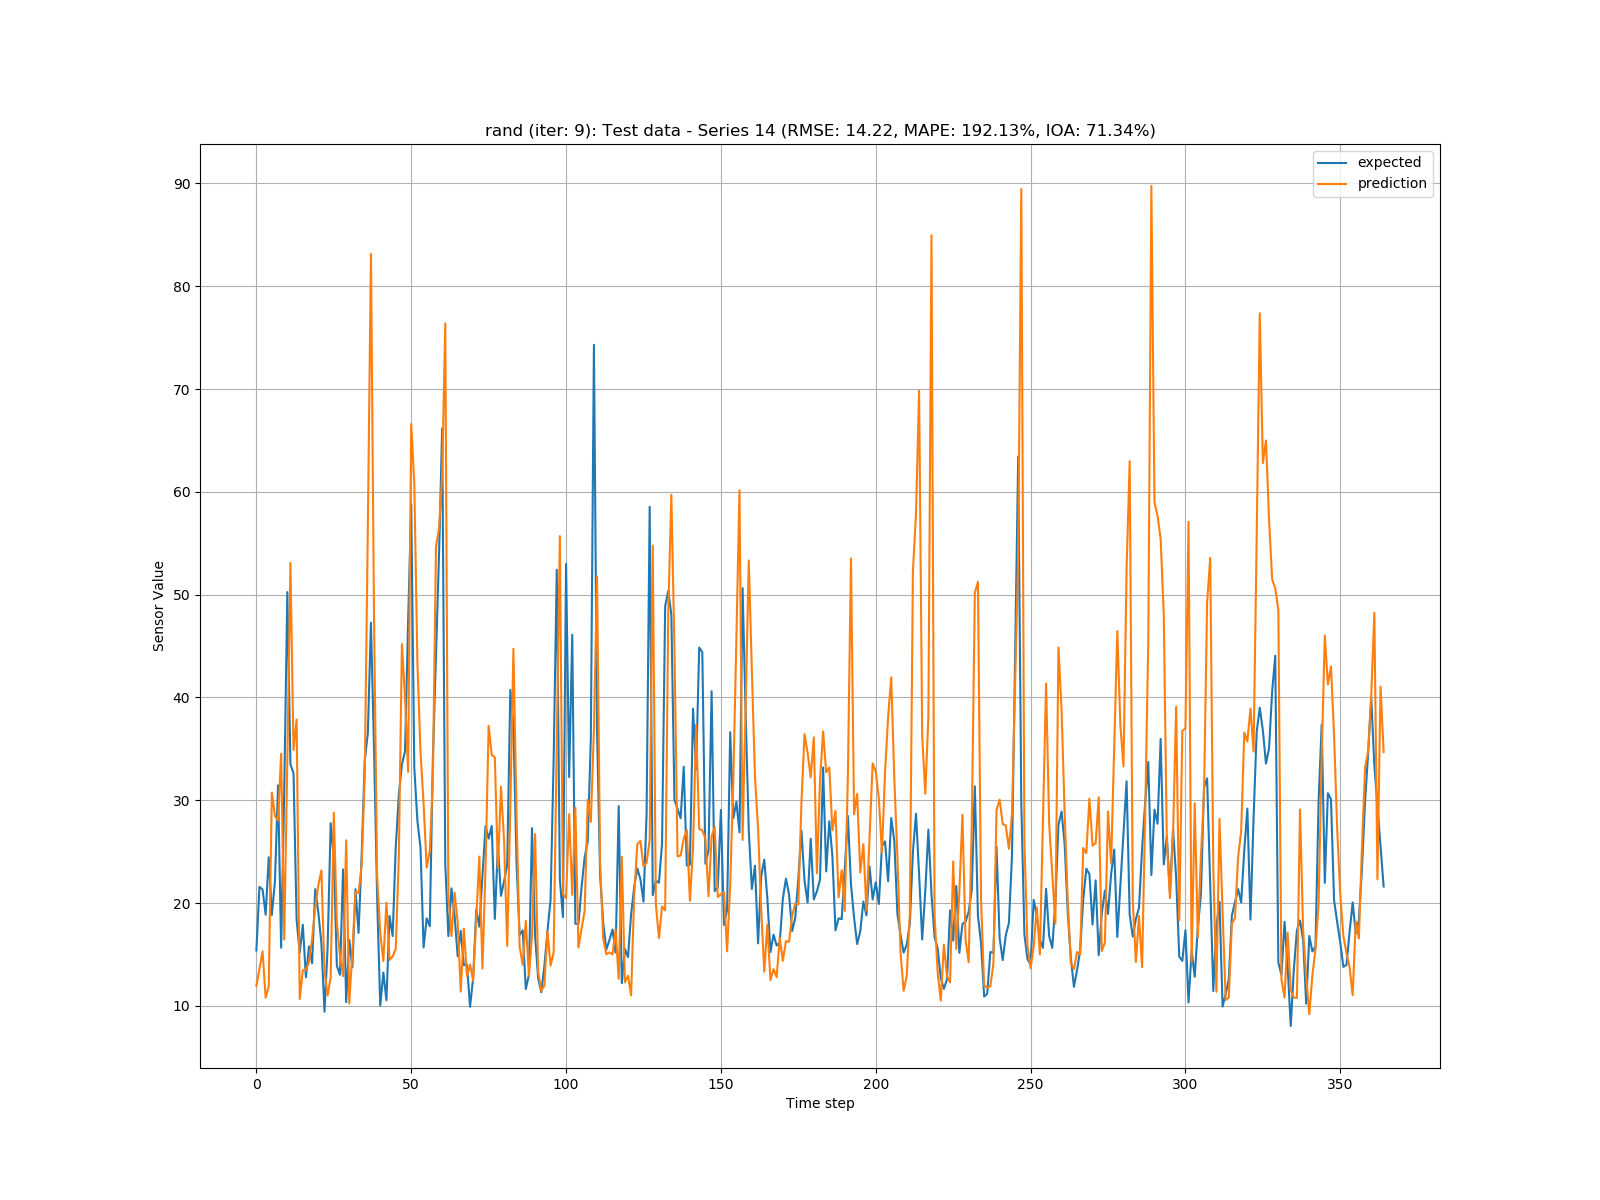 rand (iter: 9): Test data - Series 14 (RMSE: 14.22, MAPE: 192.13%, IOA: 71.34%)
expected
prediction
90
80
70
60
50
40
30
20
10
Sensor Value
0 50 100 150 200 250 300 350
Time step